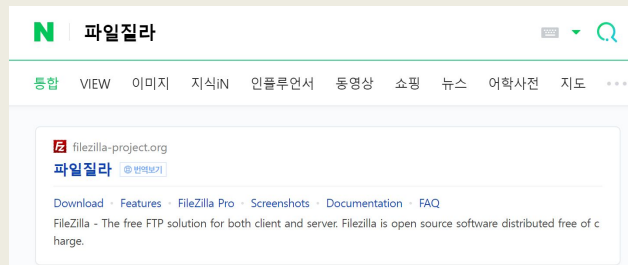 N 파일질라
통합 VIEW 이미지 지식iN 인플루언서 동영상 쇼핑 뉴스 어학사전 지도
Fz filezilla-project.org
파일질라 번역보기
Download · Features · FileZilla Pro · Screenshots · Documentation · FAQ
FileZilla - The free FTP solution for both client and server. Filezilla is open source software distributed free of c
harge.